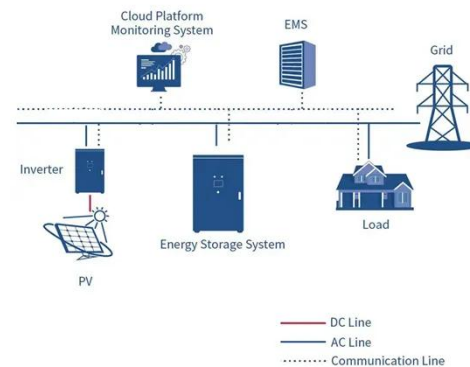 Cloud Platform
Monitoring System
EMS
Grid
Inverter
Energy Storage System
Load
PV
DC Line
AC Line
Communication Line